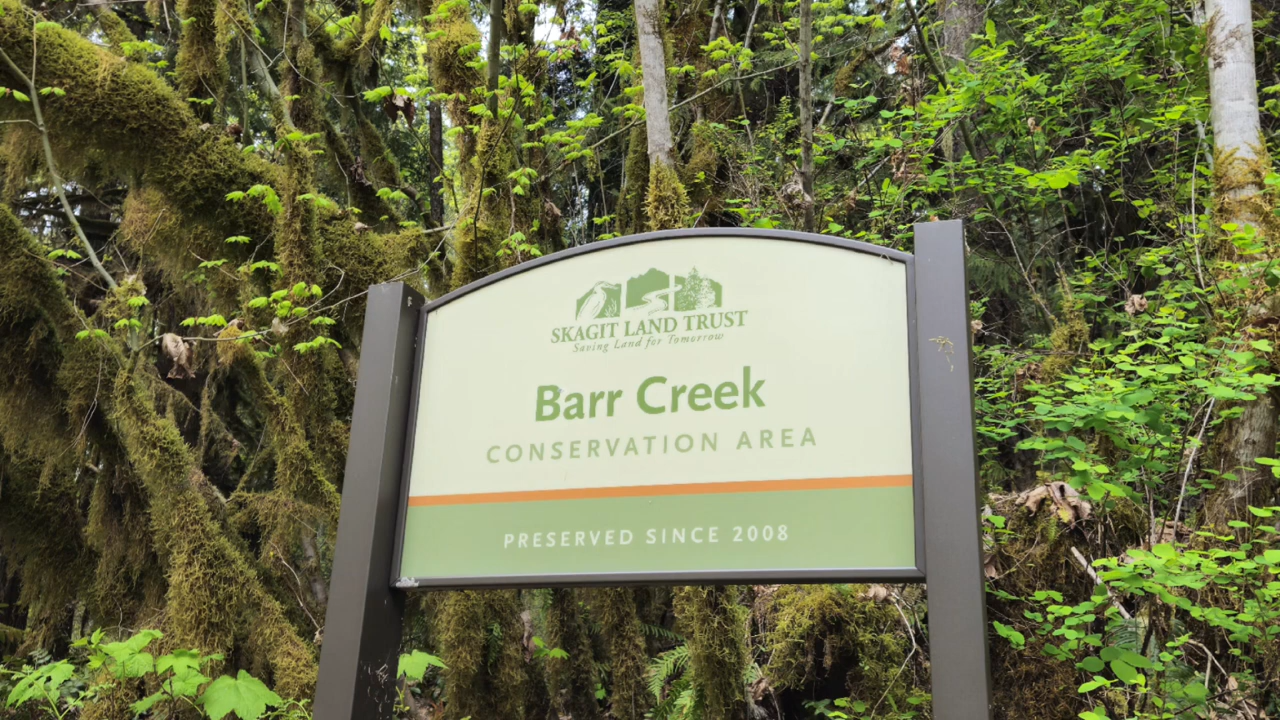 SKAGIT LAND TRUST
Saving Land for Tomorrow
Barr Creek
CONSERVATION AREA
PRESERVED SINCE 2008